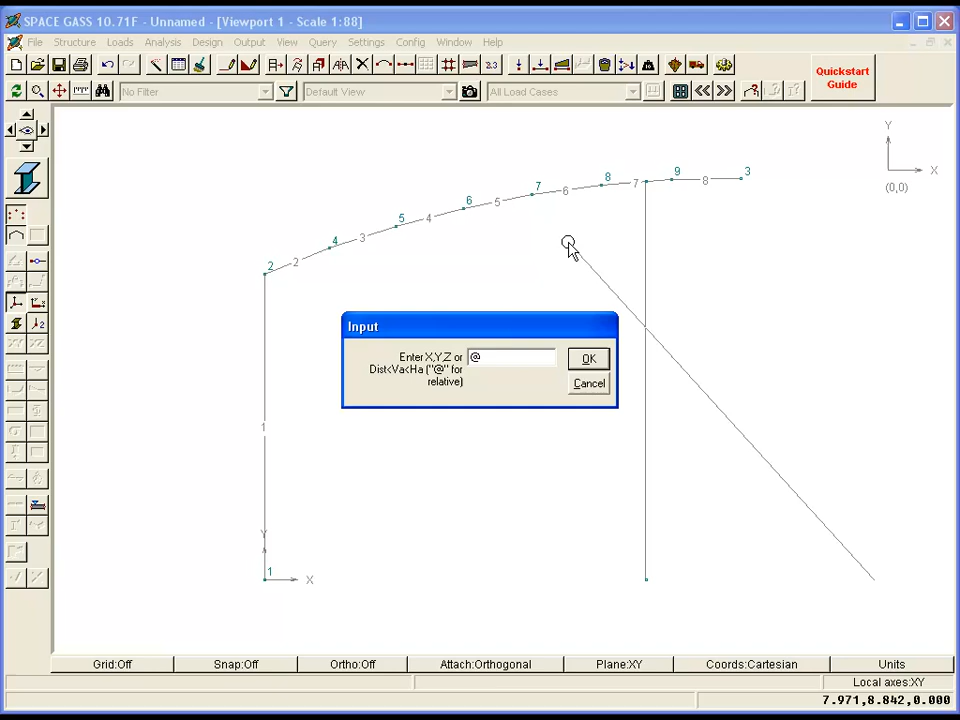 SPACE GASS 10.71F - Unnamed - [Viewport 1 - Scale 1:88]
File Structure Loads Analysis Design Output View Query Settings Config Window Help
2.3
No Filter Default View All Load Cases
Quickstart
Guide
Y
X
(0,0)
3
9
8
8
7
7
6
6
5
5
4
4
3
2
2
1
Y
1
X
Input
Enter X,Y,Z or
Dist<Va<Ha ("@" for
relative)
@
OK
Cancel
Grid:Off Snap:Off Ortho:Off Attach:Orthogonal Plane:XY Coords:Cartesian Units
Local axes:XY
7.971,8.842,0.000